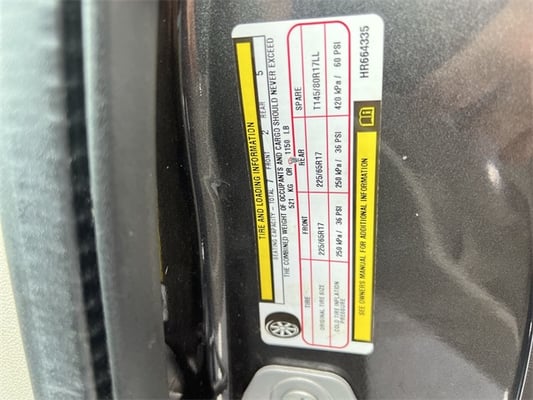 TIRE AND LOADING INFORMATION
SEATING CAPACITY - TOTAL 7 FRONT 2 REAR 5
THE COMBINED WEIGHT OF OCCUPANTS AND CARGO SHOULD NEVER EXCEED
521 KG OR 1150 LB
TIRE FRONT REAR SPARE
ORIGINAL TIRE SIZE 225/65R17 225/65R17 T145/80R17LL
COLD TIRE INFLATION PRESSURE 250 kPa / 36 PSI 250 kPa / 36 PSI 420 kPa / 60 PSI
SEE OWNERS MANUAL FOR ADDITIONAL INFORMATION
HR664335